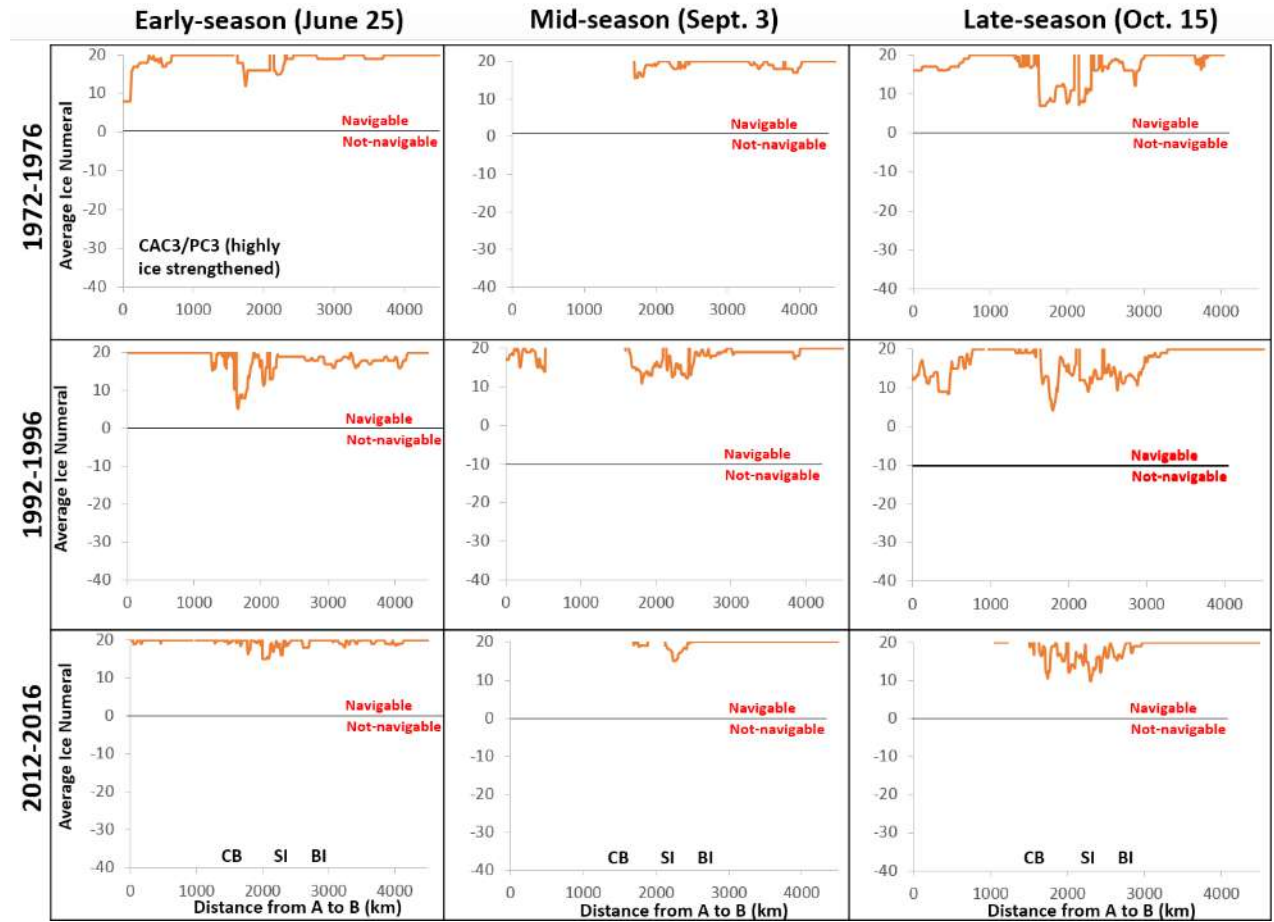 Early-season (June 25)
Mid-season (Sept. 3)
Late-season (Oct. 15)
1972-1976
Average Ice Numeral
20
10
0
-10
-20
-30
-40
Navigable
Not-navigable
CAC3/PC3 (highly
ice strengthened)
0 1000 2000 3000 4000
20
10
0
-10
-20
-30
-40
Navigable
Not-navigable
0 1000 2000 3000 4000
20
10
0
-10
-20
-30
-40
Navigable
Not-navigable
0 1000 2000 3000 4000
1992-1996
Average Ice Numeral
20
10
0
-10
-20
-30
-40
Navigable
Not-navigable
0 1000 2000 3000 4000
20
10
0
-10
-20
-30
-40
Navigable
Not-navigable
0 1000 2000 3000 4000
20
10
0
-10
-20
-30
-40
Navigable
Not-navigable
0 1000 2000 3000 4000
2012-2016
Average Ice Numeral
20
10
0
-10
-20
-30
-40
Navigable
Not-navigable
CB SI BI
0 1000 2000 3000 4000
Distance from A to B (km)
20
10
0
-10
-20
-30
-40
Navigable
Not-navigable
CB SI BI
0 1000 2000 3000 4000
Distance from A to B (km)
20
10
0
-10
-20
-30
-40
Navigable
Not-navigable
CB SI BI
0 1000 2000 3000 4000
Distance from A to B (km)